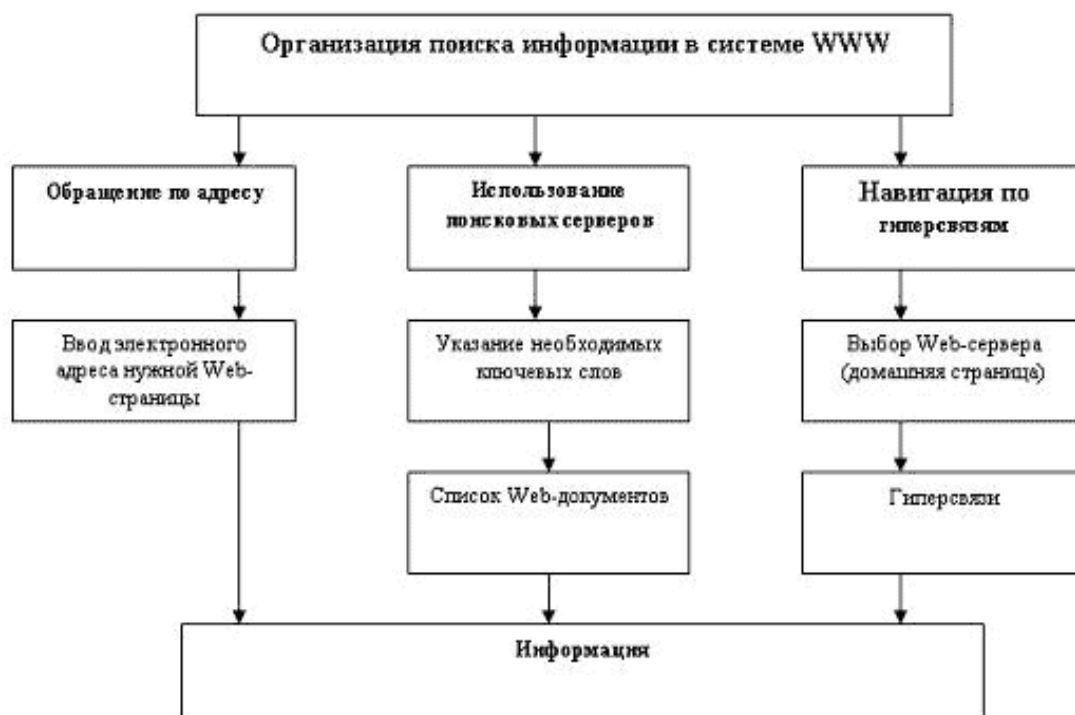 Организация поиска информации в системе WWW
Обращение по адресу
Использование
поисковых серверов
Навигация по
гиперсвязям
Ввод электронного
адреса нужной Web-
страницы
Указание необходимых
ключевых слов
Выбор Web-сервера
(домашняя страница)
Список Web-документов
Гиперсвязи
Информация